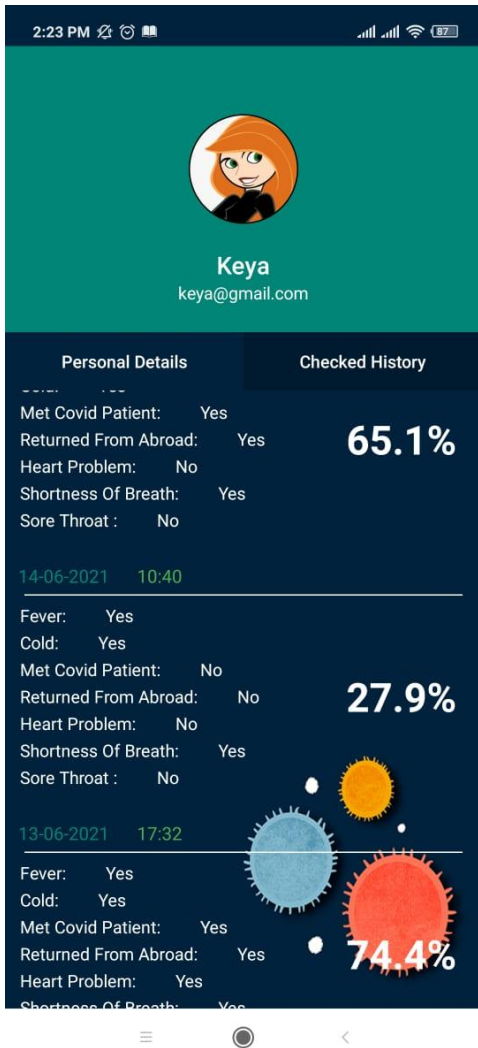 2:23 PM 87
Keya
keya@gmail.com
Personal Details Checked History
Met Covid Patient: Yes
Returned From Abroad: Yes
65.1%
Heart Problem: No
Shortness Of Breath: Yes
Sore Throat : No
14-06-2021 10:40
Fever: Yes
Cold: Yes
Met Covid Patient: No
Returned From Abroad: No
27.9%
Heart Problem: No
Shortness Of Breath: Yes
Sore Throat : No
13-06-2021 17:32
Fever: Yes
Cold: Yes
Met Covid Patient: Yes
Returned From Abroad: Yes
74.4%
Heart Problem: Yes
Shortness Of Breath: Yes